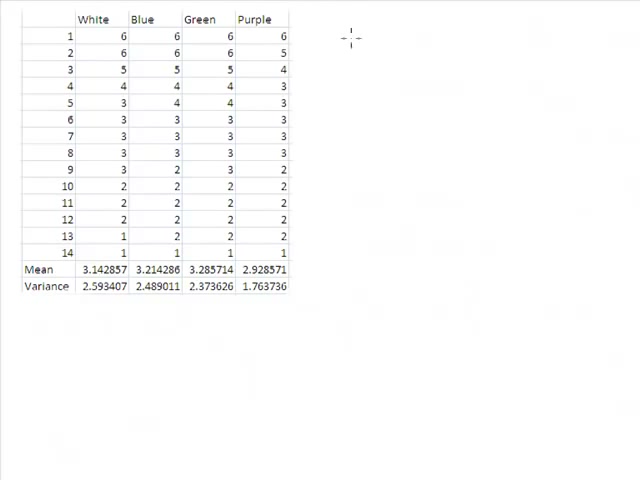 White Blue Green Purple
1 6 6 6 6
2 6 6 6 5
3 5 5 5 4
4 4 4 4 3
5 3 4 4 3
6 3 3 3 3
7 3 3 3 3
8 3 3 3 3
9 3 2 3 2
10 2 2 2 2
11 2 2 2 2
12 2 2 2 2
13 1 2 2 2
14 1 1 1 1
Mean 3.142857 3.214286 3.285714 2.928571
Variance 2.593407 2.489011 2.373626 1.763736